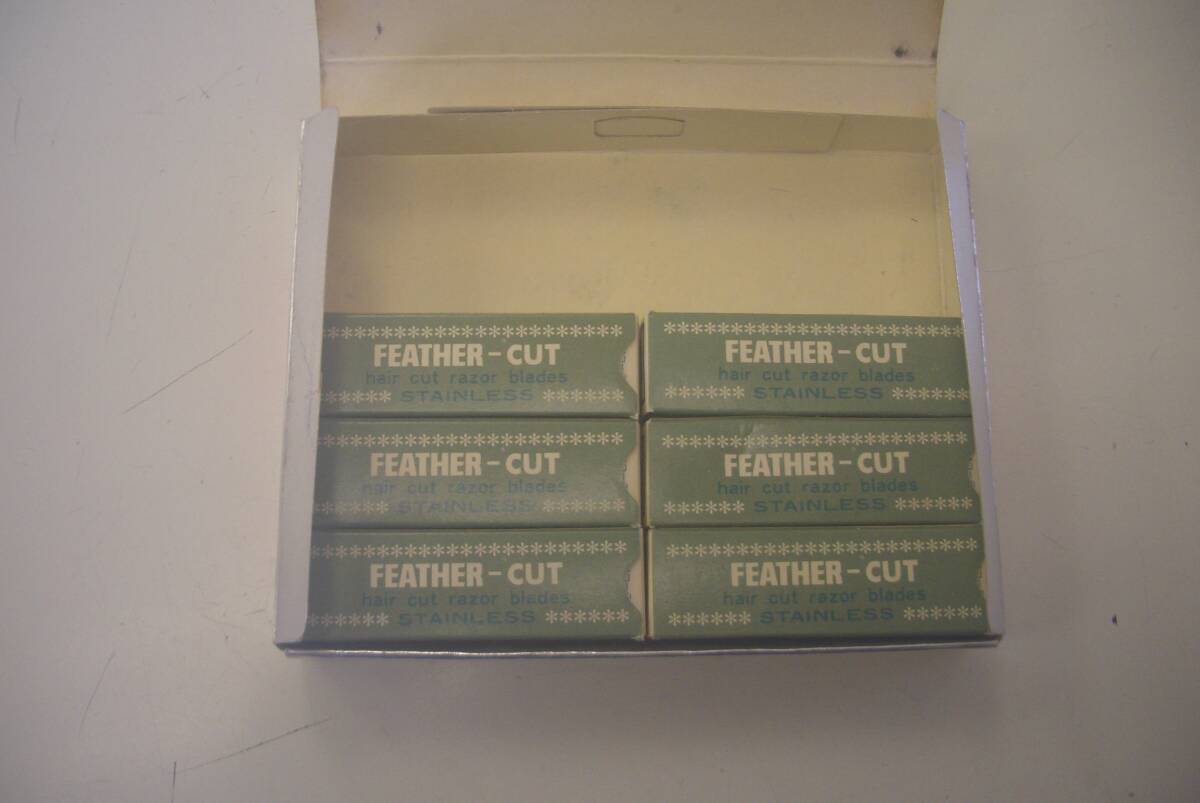 FEATHER-CUT
hair cut razor blades
****** STAINLESS ******
FEATHER-CUT
hair cut razor blades
****** STAINLESS ******
FEATHER-CUT
hair cut razor blades
****** STAINLESS ******
FEATHER-CUT
hair cut razor blades
****** STAINLESS ******
FEATHER-CUT
hair cut razor blades
****** STAINLESS ******
FEATHER-CUT
hair cut razor blades
****** STAINLESS ******